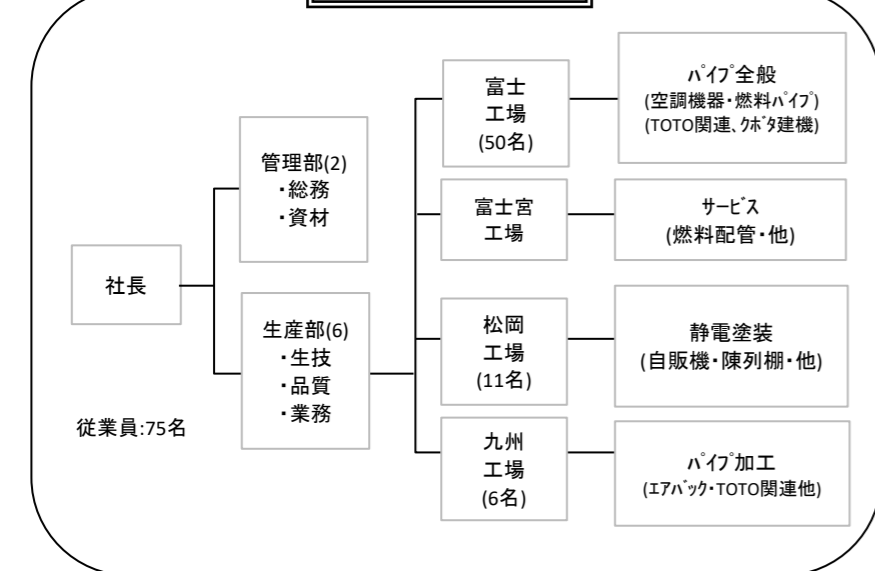 社長
従業員:75名
管理部(2)
・総務
・資材
生産部(6)
・生技
・品質
・業務
富士
工場
(50名)
ﾊﾟｲﾌﾟ全般
(空調機器・燃料ﾊﾟｲﾌﾟ)
(TOTO関連、ｸﾎﾞﾀ建機)
富士宮
工場
ｻｰﾋﾞｽ
(燃料配管・他)
松岡
工場
(11名)
静電塗装
(自販機・陳列棚・他)
九州
工場
(6名)
ﾊﾟｲﾌﾟ加工
(ｴｱﾊﾞｯｸ・TOTO関連他)